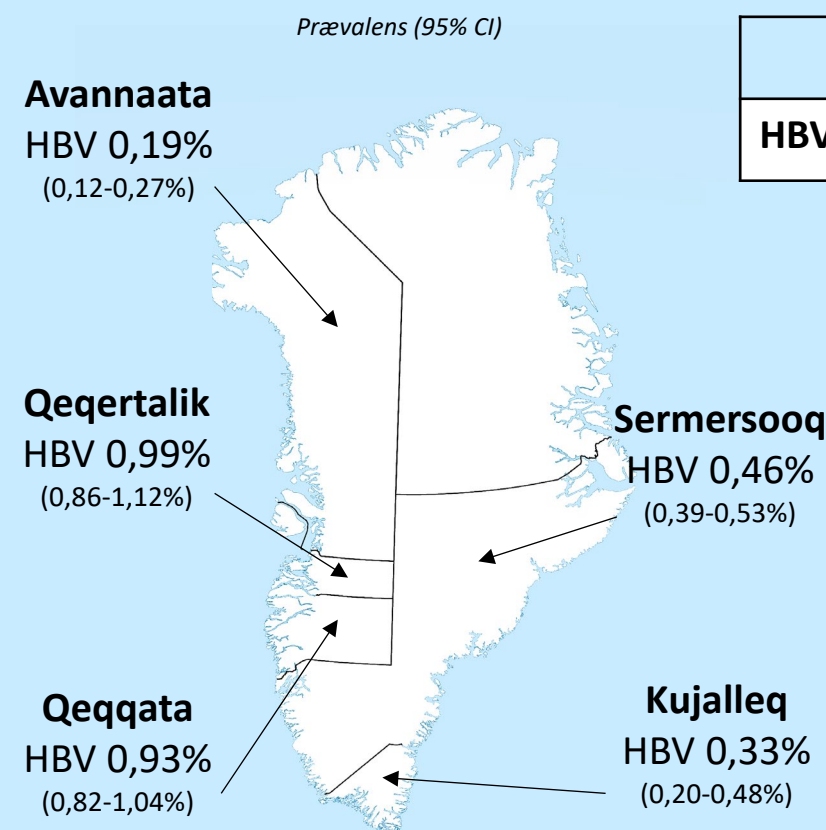 Prævalens (95% CI)
HBV
Avannaata
HBV 0,19%
(0,12-0,27%)
Qeqertalik
HBV 0,99%
(0,86-1,12%)
Sermersooq
HBV 0,46%
(0,39-0,53%)
Qeqqata
HBV 0,93%
(0,82-1,04%)
Kujalleq
HBV 0,33%
(0,20-0,48%)